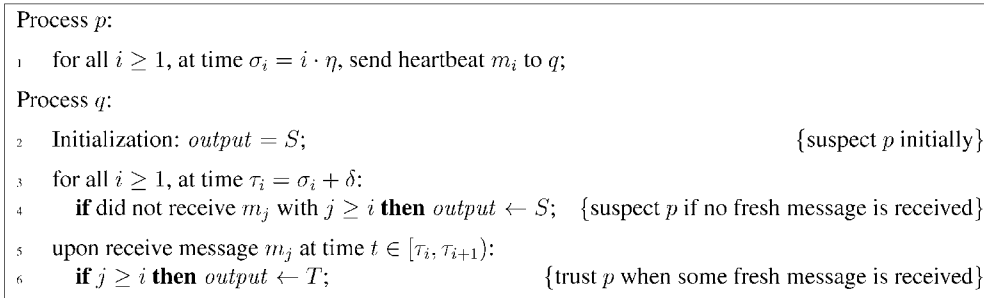 Process p:
1 for all i ≥ 1, at time σ_i = i · η, send heartbeat m_i to q;
Process q:
2 Initialization: output = S; {suspect p initially}
3 for all i ≥ 1, at time τ_i = σ_i + δ:
4 if did not receive m_j with j ≥ i then output ← S; {suspect p if no fresh message is received}
5 upon receive message m_j at time t ∈ [τ_i, τ_{i+1}):
6 if j ≥ i then output ← T; {trust p when some fresh message is received}